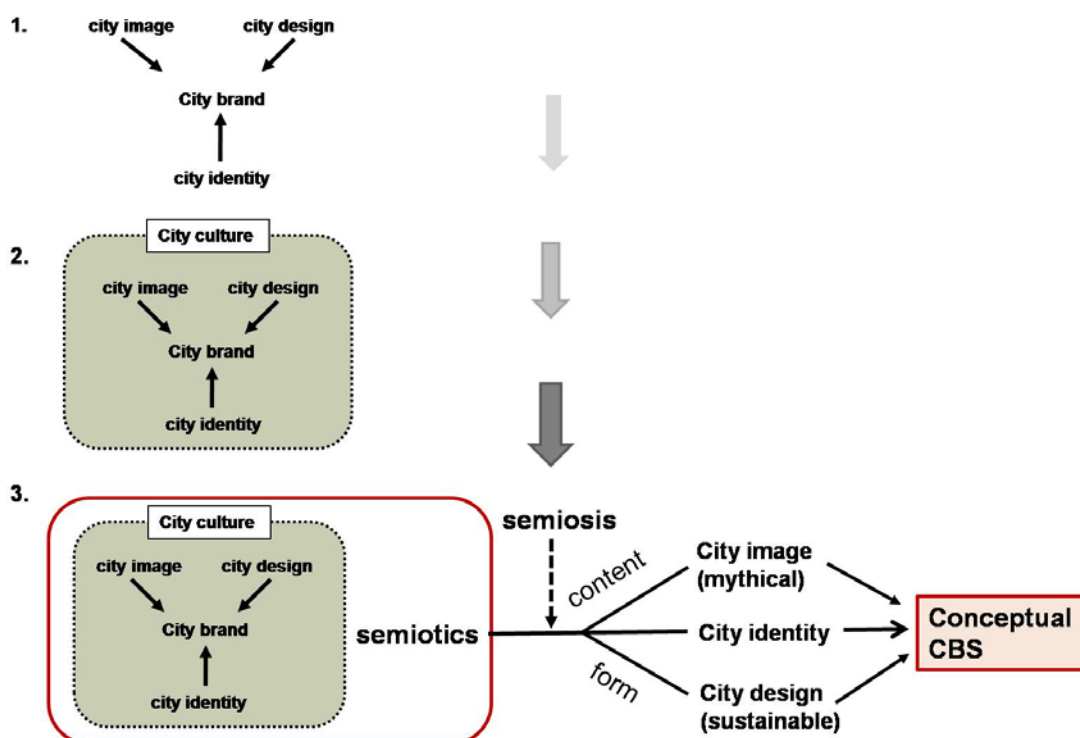 1.
city image
city design
City brand
city identity
2.
City culture
city image
city design
City brand
city identity
3.
City culture
city image
city design
City brand
city identity
semiotics
semiosis
content
form
City image
(mythical)
City identity
City design
(sustainable)
Conceptual
CBS